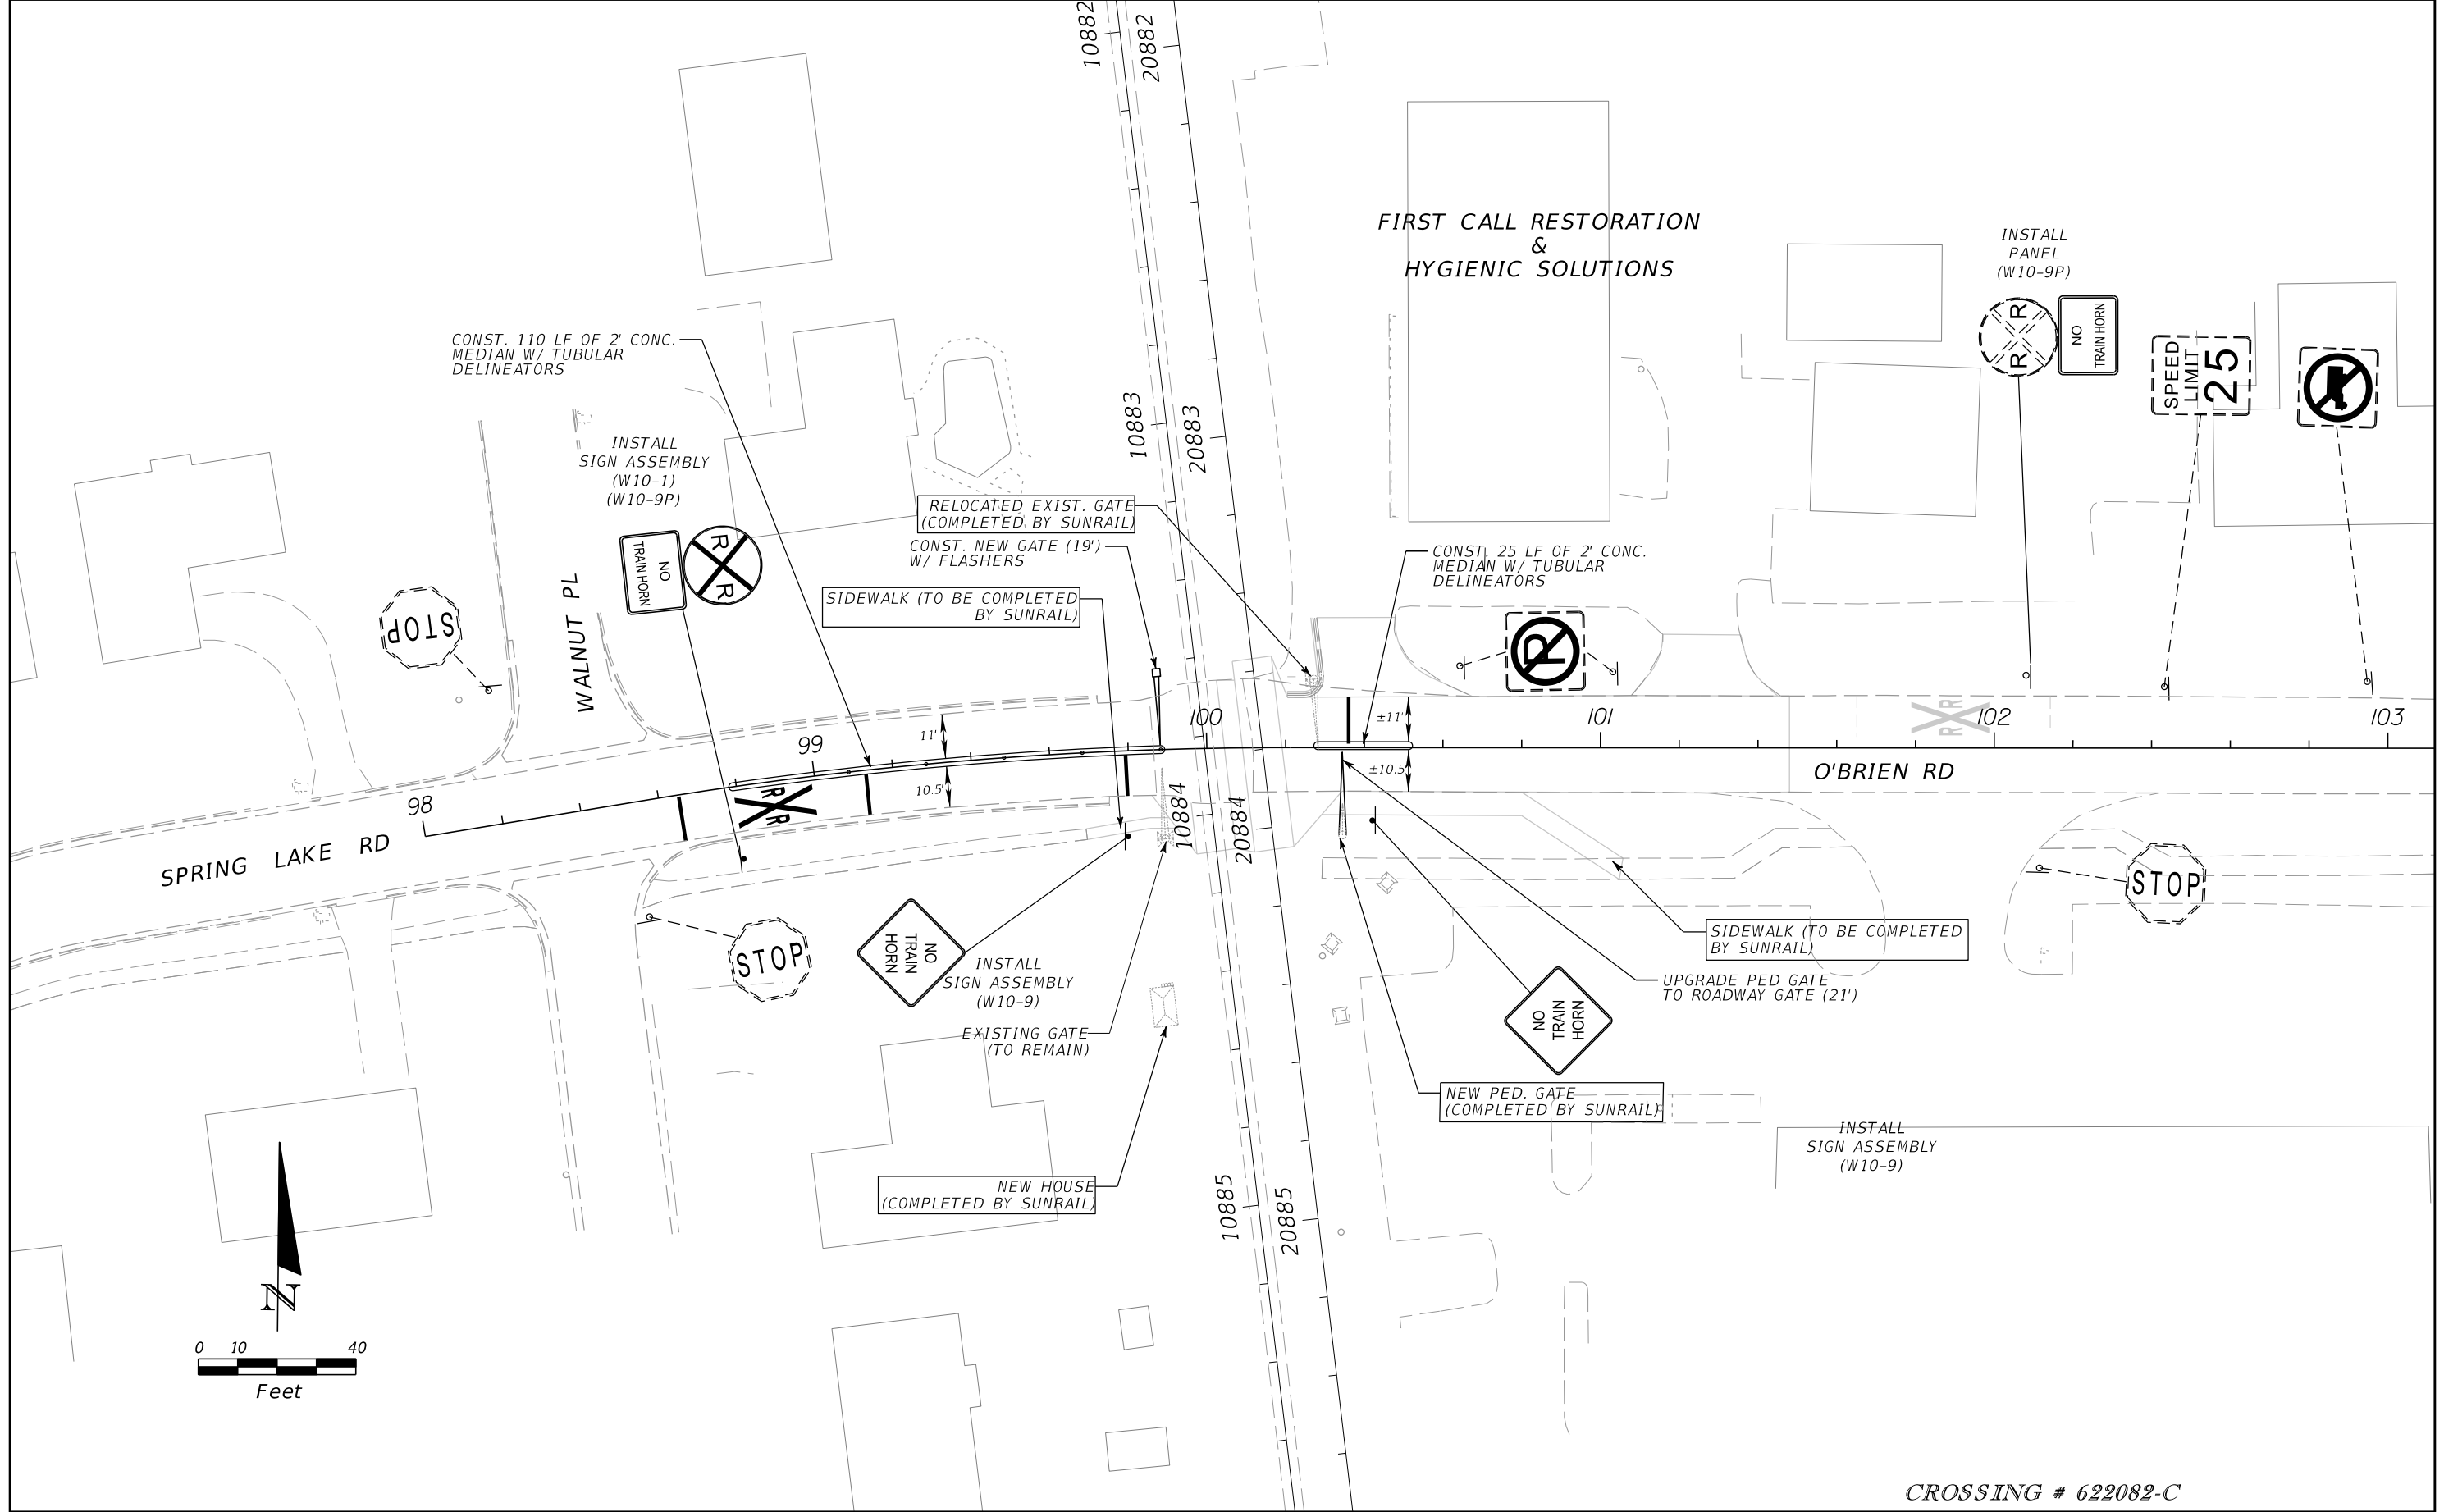 10882
20882
FIRST CALL RESTORATION
&
HYGIENIC SOLUTIONS
INSTALL
PANEL
(W10-9P)
R R
NO
TRAIN HORN
SPEED
LIMIT
25
CONST. 110 LF OF 2' CONC.
MEDIAN W/ TUBULAR
DELINEATORS
10883
20883
INSTALL
SIGN ASSEMBLY
(W10-1)
(W10-9P)
NO
TRAIN HORN
R R
RELOCATED EXIST. GATE
(COMPLETED BY SUNRAIL)
CONST. NEW GATE (19')
W/ FLASHERS
CONST. 25 LF OF 2' CONC.
MEDIAN W/ TUBULAR
DELINEATORS
SIDEWALK (TO BE COMPLETED
BY SUNRAIL)
STOP
WALNUT PL
P
98
99
100
101
102
103
11'
10.5'
±11'
±10.5'
R R
R R
O'BRIEN RD
SPRING LAKE RD
10884
20884
STOP
STOP
NO
TRAIN
HORN
INSTALL
SIGN ASSEMBLY
(W10-9)
SIDEWALK (TO BE COMPLETED
BY SUNRAIL)
UPGRADE PED GATE
TO ROADWAY GATE (21')
NO
TRAIN
HORN
EXISTING GATE
(TO REMAIN)
NEW PED. GATE
(COMPLETED BY SUNRAIL)
INSTALL
SIGN ASSEMBLY
(W10-9)
NEW HOUSE
(COMPLETED BY SUNRAIL)
10885
20885
N
0 10 40
Feet
CROSSING # 622082-C